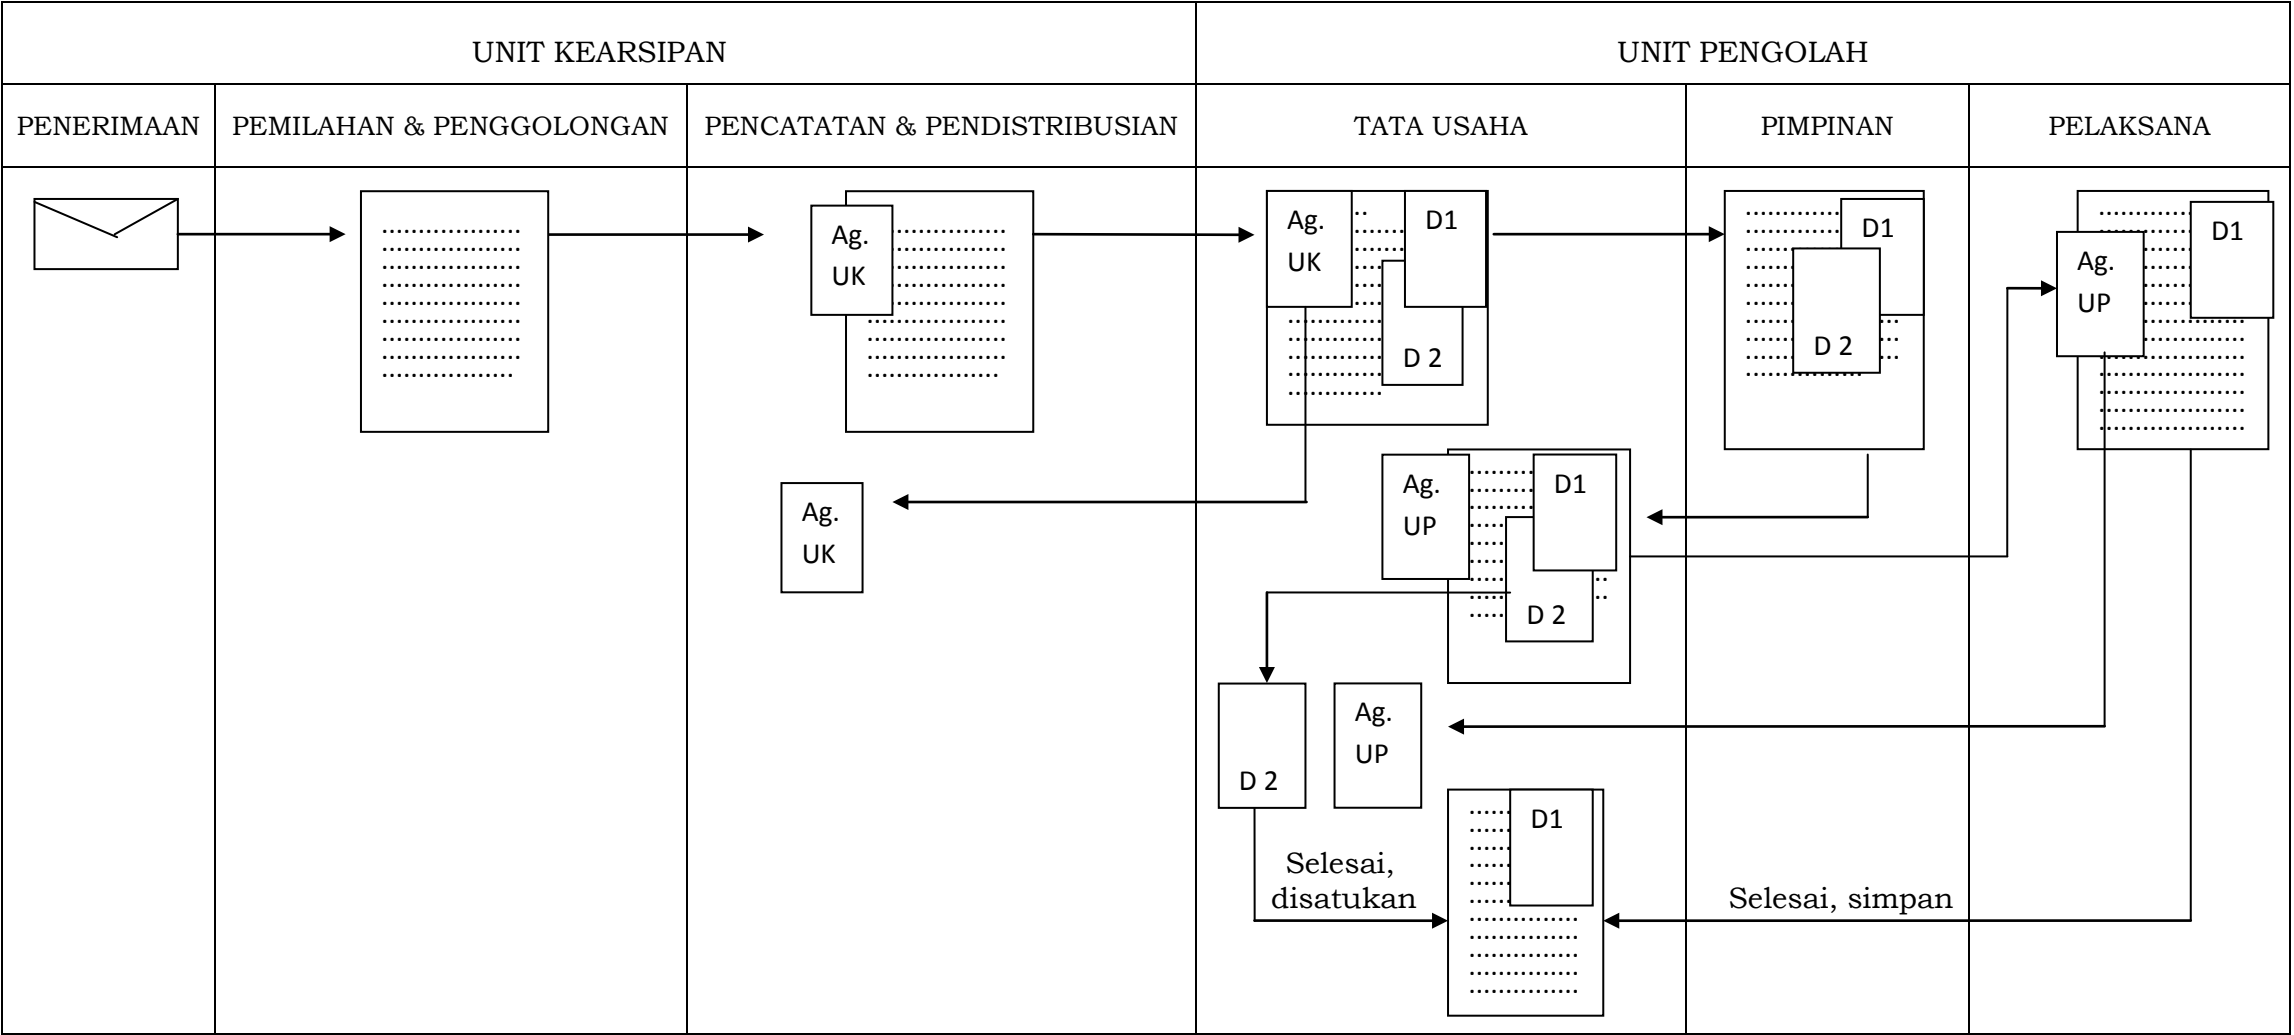 UNIT KEARSIPAN
UNIT PENGOLAH
PENERIMAAN
PEMILAHAN & PENGGOLONGAN
PENCATATAN & PENDISTRIBUSIAN
TATA USAHA
PIMPINAN
PELAKSANA
Ag.
UK
Ag.
UK
D1
D 2
D1
D 2
Ag.
UP
D1
Ag.
UK
Ag.
UP
D1
D 2
D 2
Ag.
UP
D1
Selesai,
disatukan
Selesai, simpan